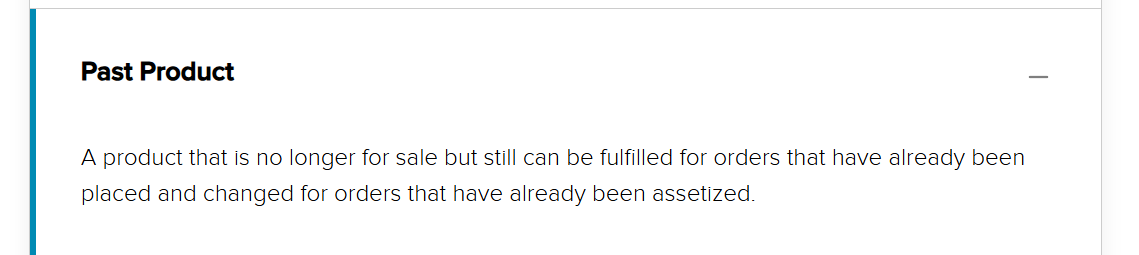 Past Product
A product that is no longer for sale but still can be fulfilled for orders that have already been
placed and changed for orders that have already been assetized.